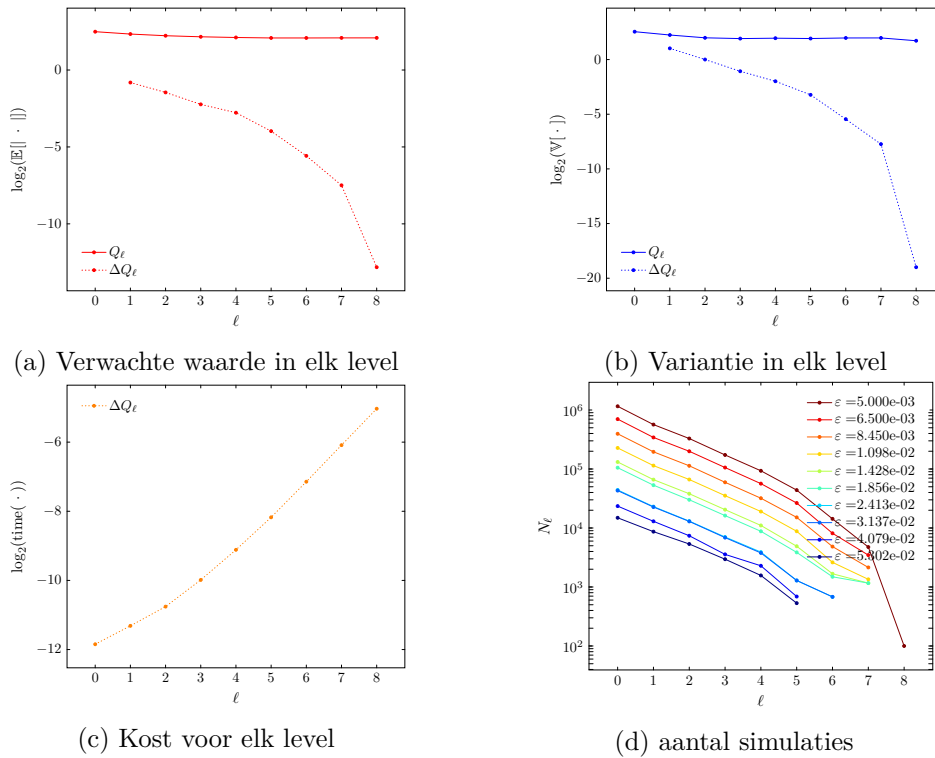 0
−5
−10
log₂(𝔼[| · |])
Q_ℓ
ΔQ_ℓ
0 1 2 3 4 5 6 7 8
ℓ
(a) Verwachte waarde in elk level
0
−5
−10
−15
−20
log₂(𝕍[ · ])
Q_ℓ
ΔQ_ℓ
0 1 2 3 4 5 6 7 8
ℓ
(b) Variantie in elk level
−6
−8
−10
−12
log₂(time( · ))
ΔQ_ℓ
0 1 2 3 4 5 6 7 8
ℓ
(c) Kost voor elk level
10⁶
10⁵
10⁴
10³
10²
N_ℓ
ε =5.000e-03
ε =6.500e-03
ε =8.450e-03
ε =1.098e-02
ε =1.428e-02
ε =1.856e-02
ε =2.413e-02
ε =3.137e-02
ε =4.079e-02
ε =5.302e-02
0 1 2 3 4 5 6 7 8
ℓ
(d) aantal simulaties